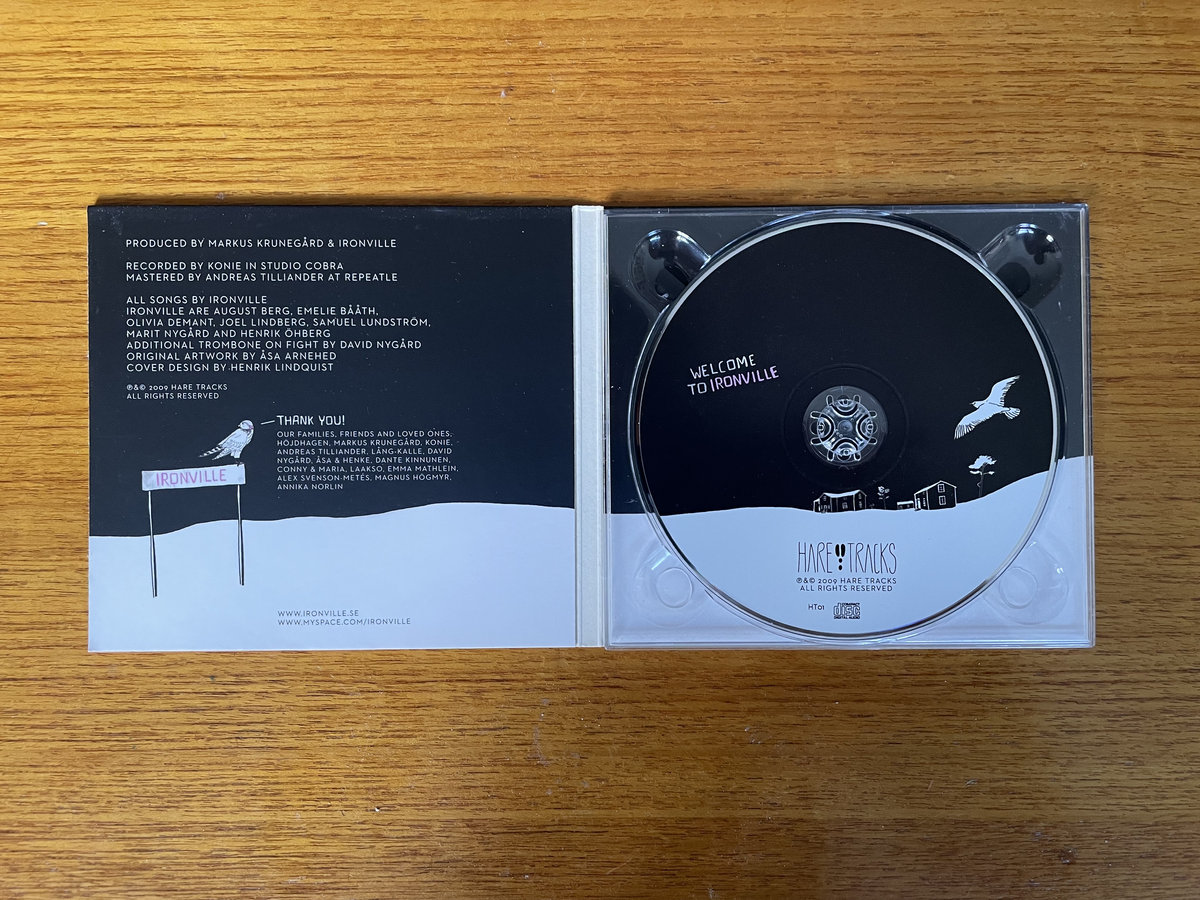 PRODUCED BY MARKUS KRUNEGÅRD & IRONVILLE
RECORDED BY KONIE IN STUDIO COBRA
MASTERED BY ANDREAS TILLIANDER AT REPEATLE
ALL SONGS BY IRONVILLE
IRONVILLE ARE AUGUST BERG, EMELIE BÅÅTH,
OLIVIA DEMANT, JOEL LINDBERG, SAMUEL LUNDSTRÖM,
MARIT NYGÅRD AND HENRIK ÖHBERG
ADDITIONAL TROMBONE ON FIGHT BY DAVID NYGÅRD
ORIGINAL ARTWORK BY ÅSA ARNEHED
COVER DESIGN BY HENRIK LINDQUIST
℗&© 2009 HARE TRACKS
ALL RIGHTS RESERVED
THANK YOU!
OUR FAMILIES, FRIENDS AND LOVED ONES;
HÖJDHAGEN, MARKUS KRUNEGÅRD, KONIE,
ANDREAS TILLIANDER, LÅNG-KALLE, DAVID
NYGÅRD, ÅSA & HENKE, DANTE KINNUNEN,
CONNY & MARIA, LAAKSO, EMMA MATHLEIN,
ALEX SVENSON-METÉS, MAGNUS HÖGMYR,
ANNIKA NORLIN
IRONVILLE
WWW.IRONVILLE.SE
WWW.MYSPACE.COM/IRONVILLE
WELCOME
TO IRONVILLE
HARE TRACKS
℗&© 2009 HARE TRACKS
ALL RIGHTS RESERVED
HT01
COMPACT
disc
DIGITAL AUDIO